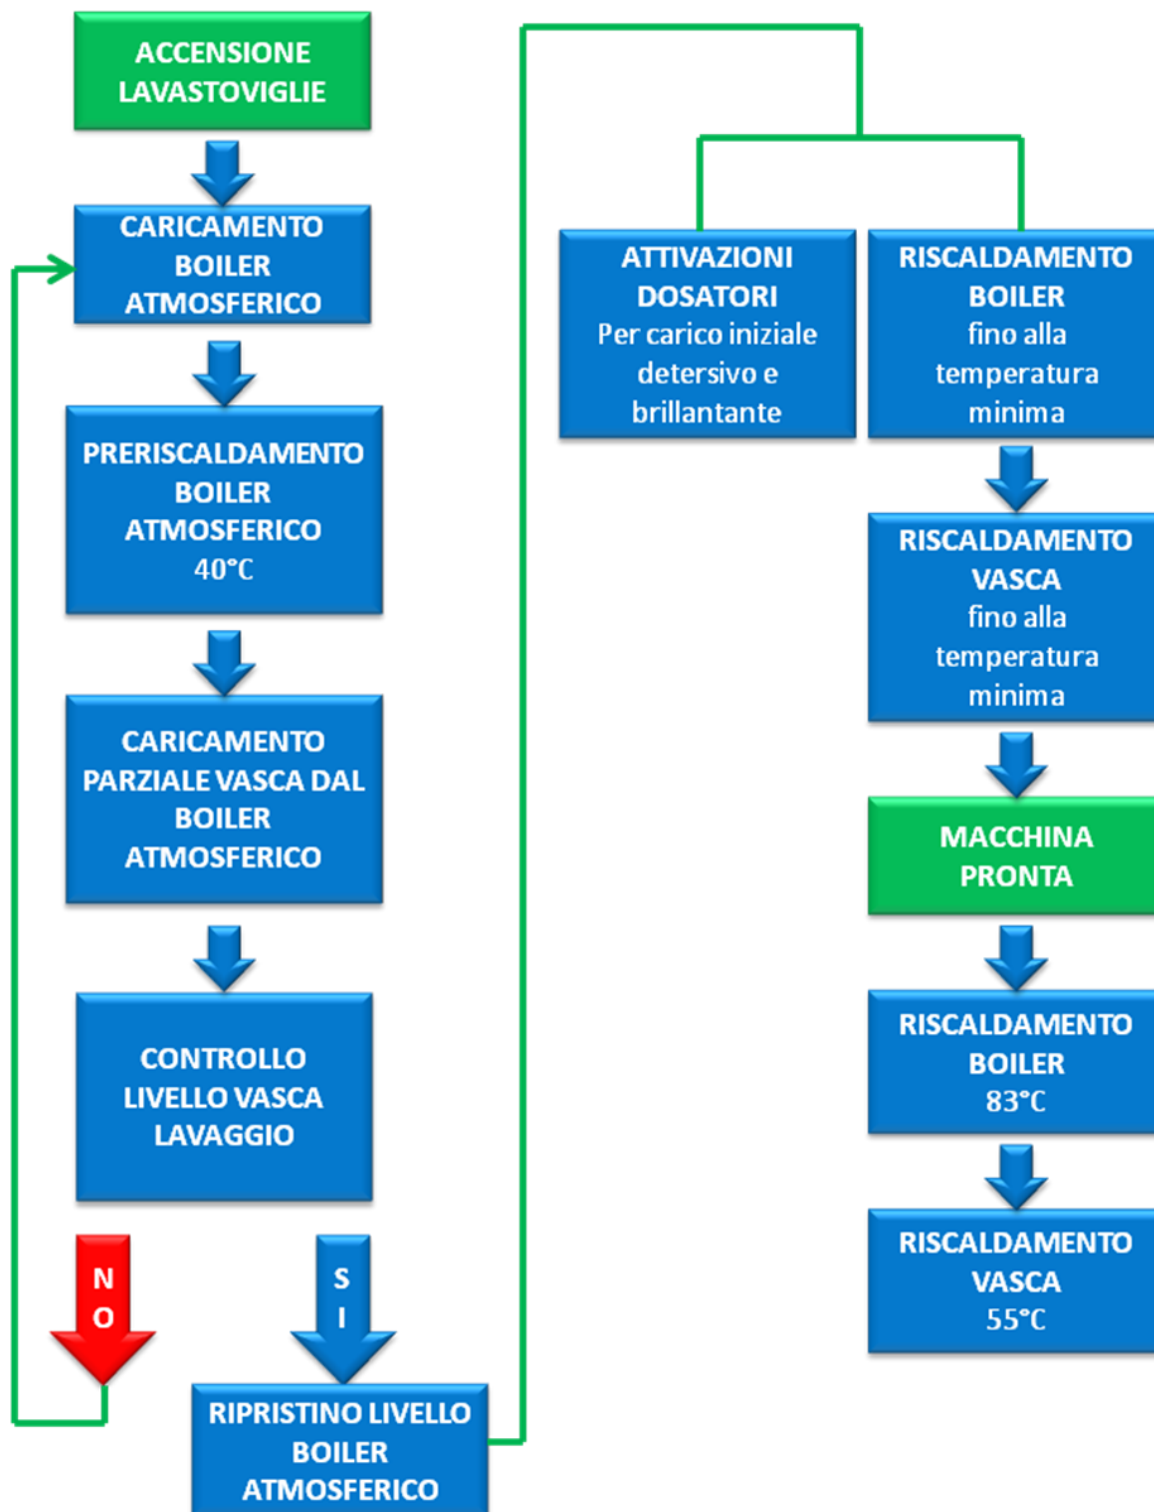 ACCENSIONE
LAVASTOVIGLIE
CARICAMENTO
BOILER
ATMOSFERICO
PRERISCALDAMENTO
BOILER
ATMOSFERICO
40°C
CARICAMENTO
PARZIALE VASCA DAL
BOILER
ATMOSFERICO
CONTROLLO
LIVELLO VASCA
LAVAGGIO
NO
SI
RIPRISTINO LIVELLO
BOILER
ATMOSFERICO
ATTIVAZIONI
DOSATORI
Per carico iniziale
detersivo e
brillantante
RISCALDAMENTO
BOILER
fino alla
temperatura
minima
RISCALDAMENTO
VASCA
fino alla
temperatura
minima
MACCHINA
PRONTA
RISCALDAMENTO
BOILER
83°C
RISCALDAMENTO
VASCA
55°C